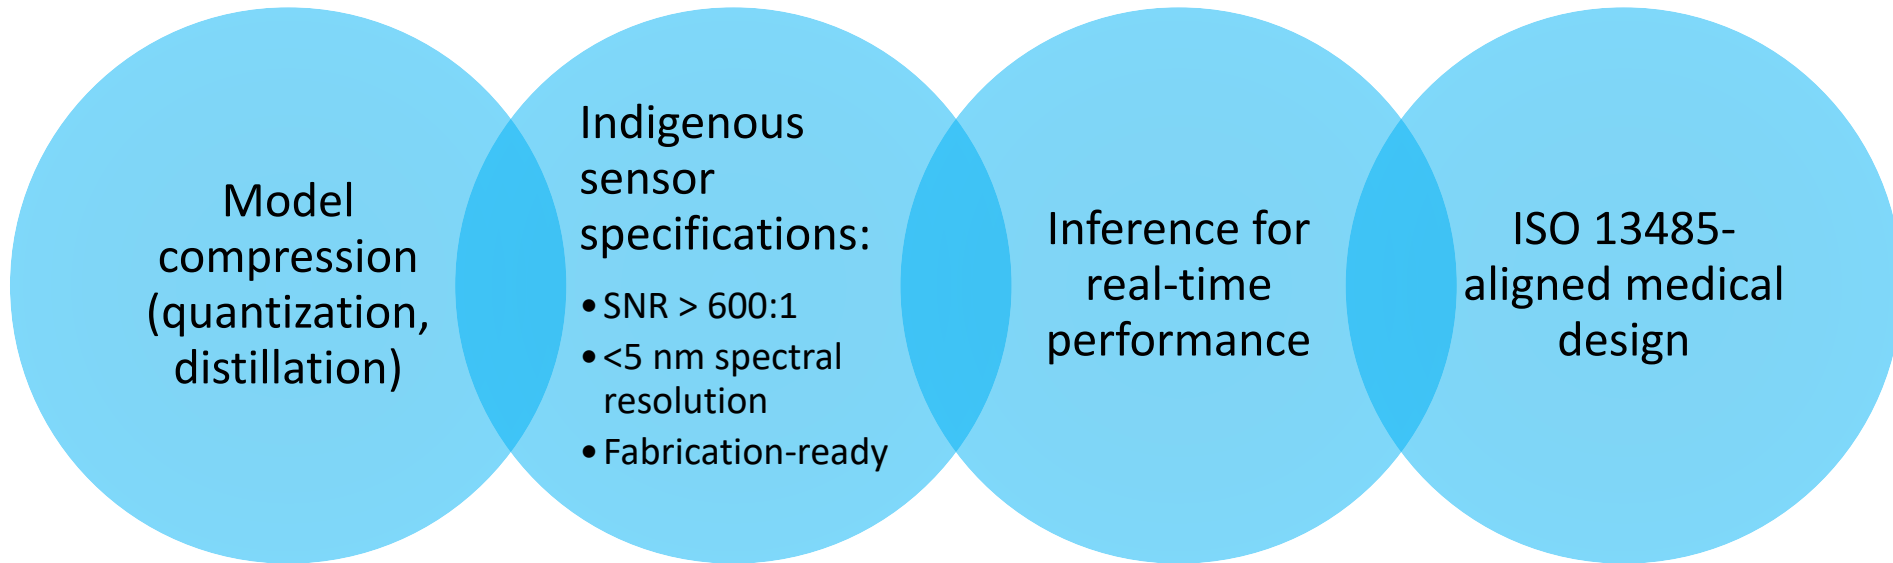 Model
compression
(quantization,
distillation)
Indigenous
sensor
specifications:
•SNR > 600:1
•<5 nm spectral
resolution
•Fabrication-ready
Inference for
real-time
performance
ISO 13485-
aligned medical
design